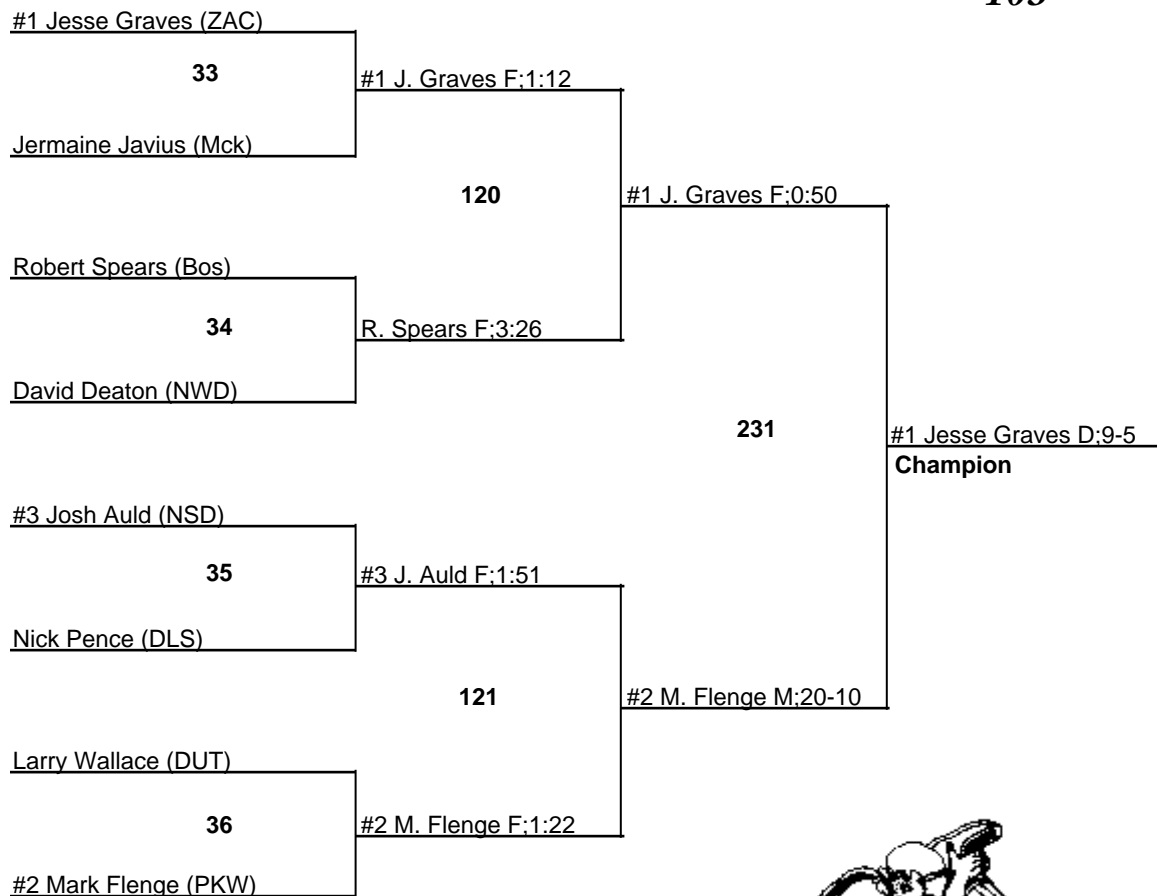 #1 Jesse Graves (ZAC)
33
#1 J. Graves F;1:12
Jermaine Javius (Mck)
120
#1 J. Graves F;0:50
Robert Spears (Bos)
34
R. Spears F;3:26
David Deaton (NWD)
231
#1 Jesse Graves D;9-5
Champion
#3 Josh Auld (NSD)
35
#3 J. Auld F;1:51
Nick Pence (DLS)
121
#2 M. Flenge M;20-10
Larry Wallace (DUT)
36
#2 M. Flenge F;1:22
#2 Mark Flenge (PKW)